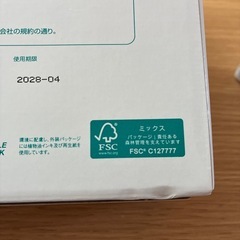 会社の規約の通り。
使用期限
2028-04
環境に配慮し、外装パッケージ
には植物油インキ及び再生紙を
使用しています。
FSC
www.fsc.org
ミックス
パッケージ|責任ある
森林管理を支えています
FSC® C127777